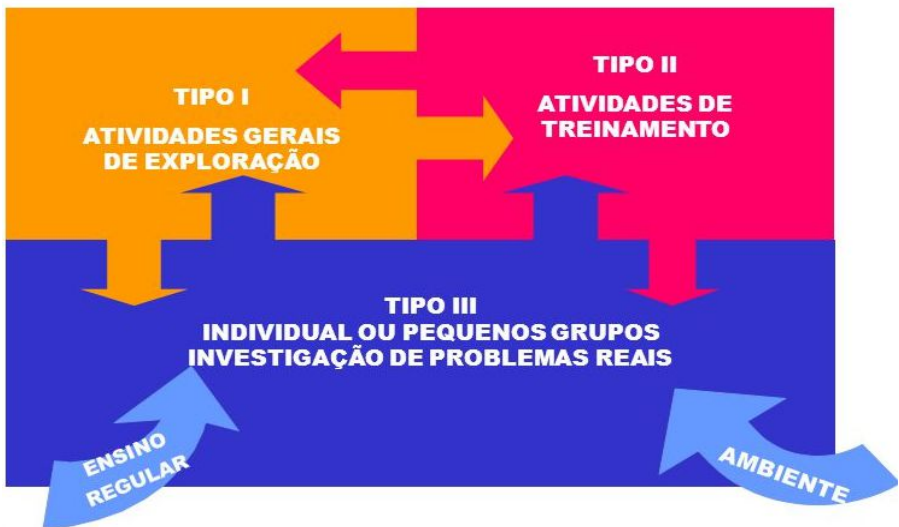 TIPO I
ATIVIDADES GERAIS
DE EXPLORAÇÃO
TIPO II
ATIVIDADES DE
TREINAMENTO
TIPO III
INDIVIDUAL OU PEQUENOS GRUPOS
INVESTIGAÇÃO DE PROBLEMAS REAIS
ENSINO
REGULAR
AMBIENTE